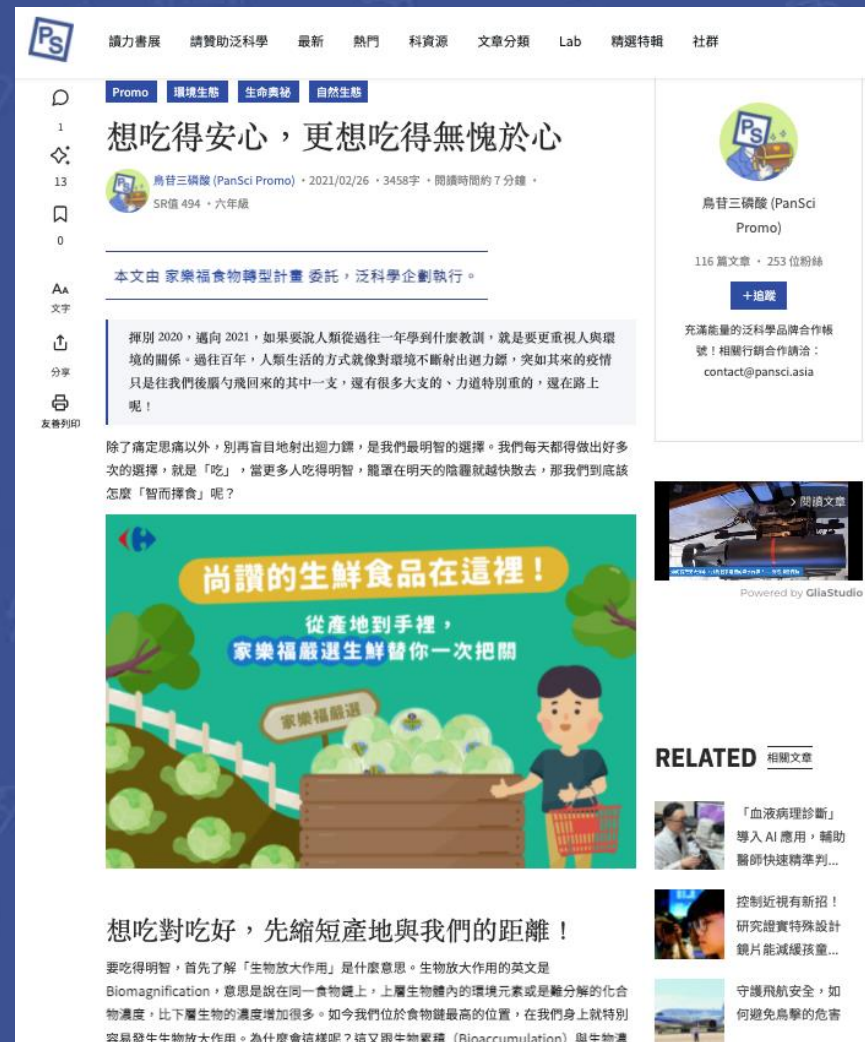 PS
讀力書展 請贊助泛科學 最新 熱門 科資源 文章分類 Lab 精選特輯 社群
1
13
0
文字
分享
友善列印
Promo 環境生態 生命奧祕 自然生態
想吃得安心，更想吃得無愧於心
鳥苷三磷酸 (PanSci Promo) ・2021/02/26 ・3458字 ・閱讀時間約 7 分鐘 ・
SR值 494 ・六年級
本文由 家樂福食物轉型計畫 委託，泛科學企劃執行。
揮別 2020，邁向 2021，如果要說人類從過往一年學到什麼教訓，就是要更重視人與環
境的關係。過往百年，人類生活的方式就像對環境不斷射出迴力鏢，突如其來的疫情
只是往我們後腦勺飛回來的其中一支，還有很多大支的、力道特別重的，還在路上
呢！
除了痛定思痛以外，別再盲目地射出迴力鏢，是我們最明智的選擇。我們每天都得做出好多
次的選擇，就是「吃」，當更多人吃得明智，籠罩在明天的陰霾就越快散去，那我們到底該
怎麼「智而擇食」呢？
尚讚的生鮮食品在這裡！
從產地到手裡，
家樂福嚴選生鮮替你一次把關
家樂福嚴選
想吃對吃好，先縮短產地與我們的距離！
要吃得明智，首先了解「生物放大作用」是什麼意思。生物放大作用的英文是
Biomagnification，意思是說在同一食物鏈上，上層生物體內的環境元素或是難分解的化合
物濃度，比下層生物的濃度增加很多。如今我們位於食物鏈最高的位置，在我們身上就特別
容易發生生物放大作用。為什麼會這樣呢？這又跟生物累積（Bioaccumulation）與生物濃
PS
鳥苷三磷酸 (PanSci
Promo)
116 篇文章 ・ 253 位粉絲
＋追蹤
充滿能量的泛科學品牌合作帳
號！相關行銷合作請洽：
contact@pansci.asia
閱讀文章
Powered by GliaStudio
RELATED 相關文章
「血液病理診斷」
導入 AI 應用，輔助
醫師快速精準判...
控制近視有新招！
研究證實特殊設計
鏡片能減緩孩童...
守護飛航安全，如
何避免鳥擊的危害